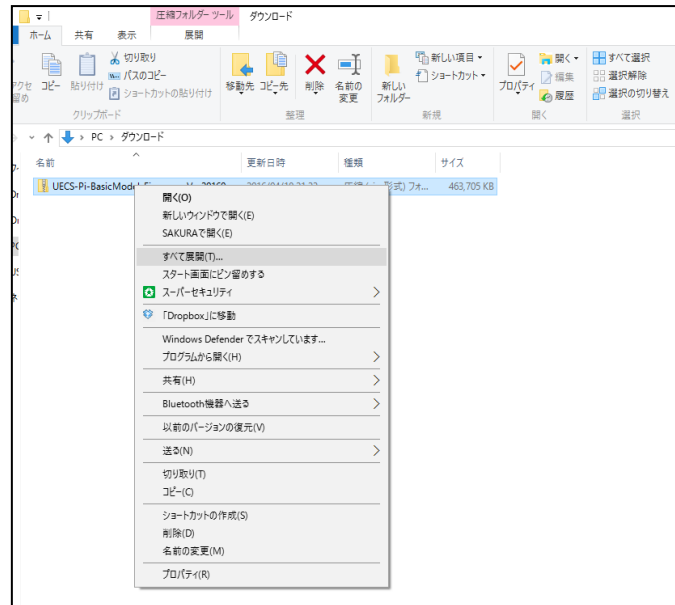 圧縮フォルダー ツール ダウンロード
ホーム 共有 表示 展開
コピー 貼り付け
切り取り
パスのコピー
ショートカットの貼り付け
クリップボード
移動先 コピー先 削除 名前の
変更
整理
新しい
フォルダー
新しい項目
ショートカット
新規
プロパティ
開く
編集
履歴
開く
すべて選択
選択解除
選択の切り替え
選択
PC ダウンロード
名前 更新日時 種類 サイズ
UECS-Pi-BasicModel 463,705 KB
開く(O)
新しいウィンドウで開く(E)
SAKURAで開く(E)
すべて展開(T)...
スタート画面にピン留めする
スーパーセキュリティ
「Dropbox」に移動
Windows Defender でスキャンしています...
プログラムから開く(H)
共有(H)
Bluetooth機器へ送る
以前のバージョンの復元(V)
送る(N)
切り取り(T)
コピー(C)
ショートカットの作成(S)
削除(D)
名前の変更(M)
プロパティ(R)